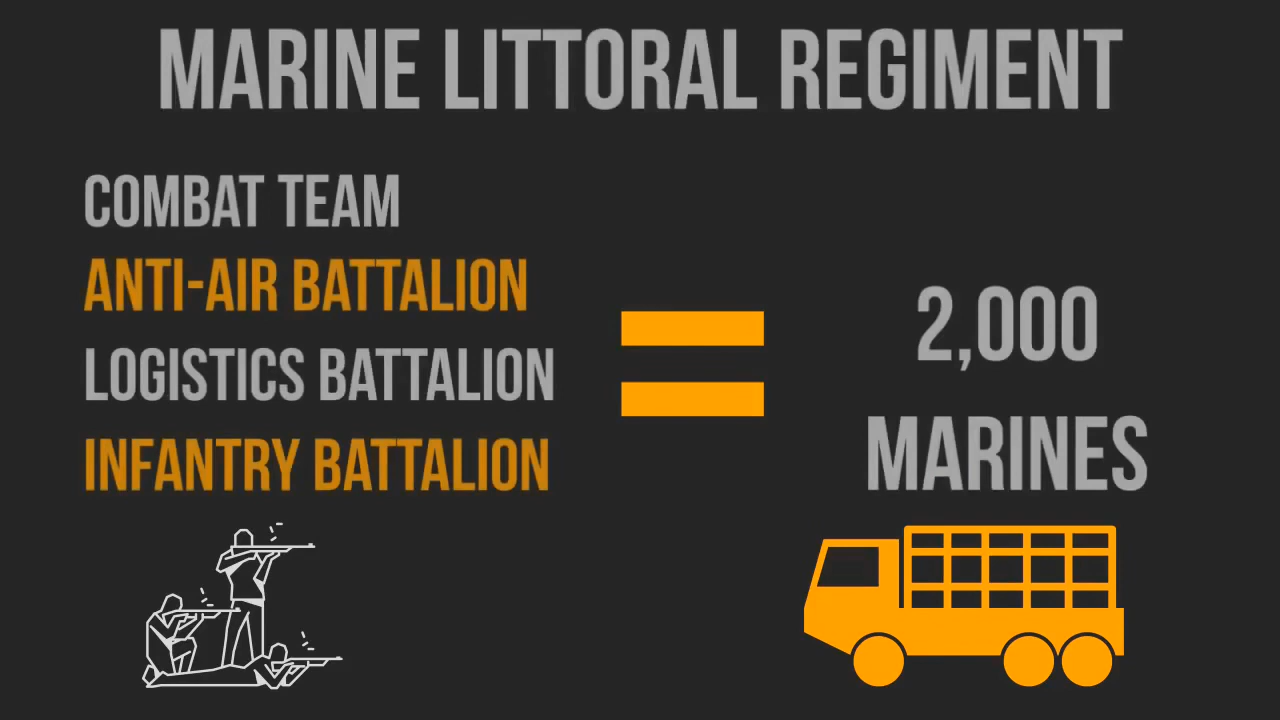 MARINE LITTORAL REGIMENT
COMBAT TEAM
ANTI-AIR BATTALION
LOGISTICS BATTALION
INFANTRY BATTALION
2,000
MARINES